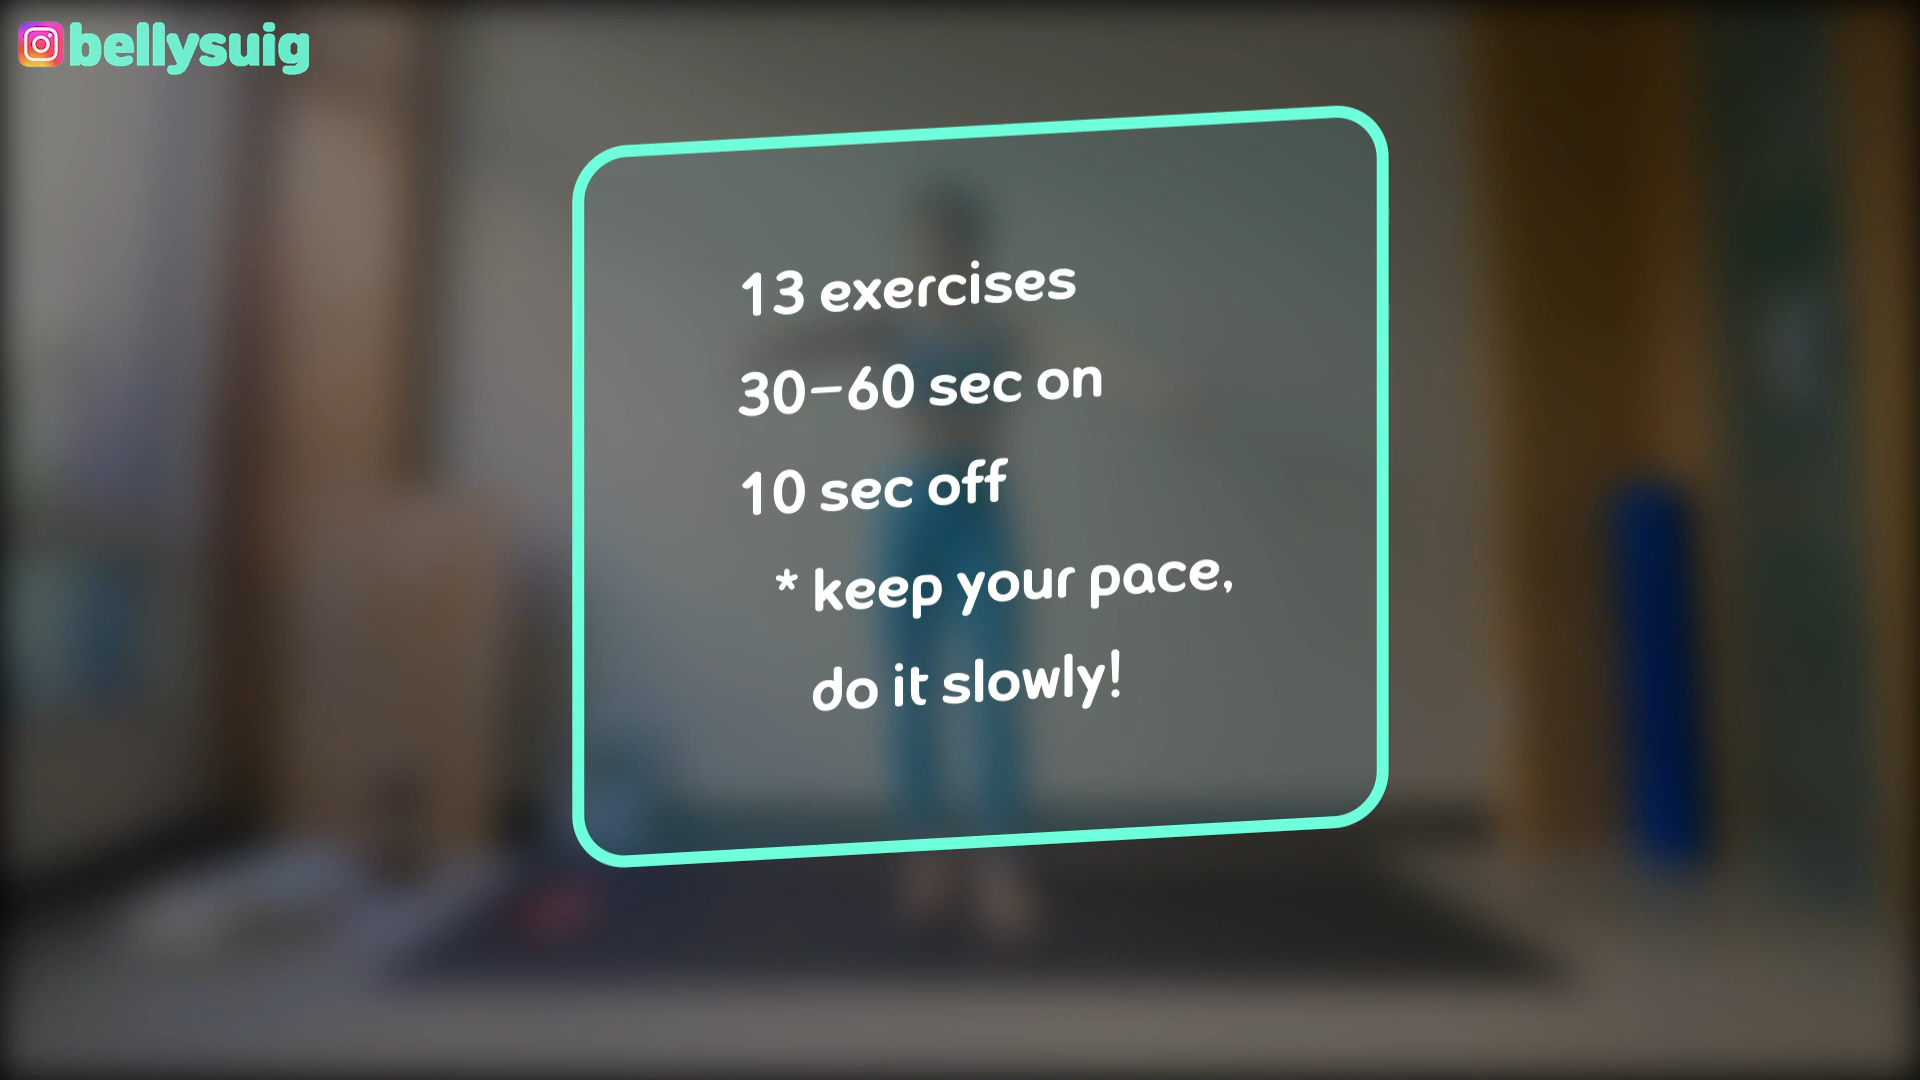 bellysuig
13 exercises
30-60 sec on
10 sec off
* keep your pace,
do it slowly!